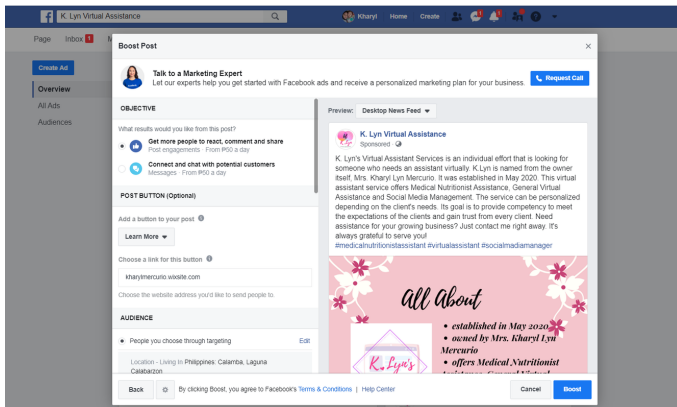 K. Lyn Virtual Assistance
Kharyl Home Create
Page Inbox 1
Boost Post
Create Ad
Overview
All Ads
Audiences
Talk to a Marketing Expert
Let our experts help you get started with Facebook ads and receive a personalized marketing plan for your business.
Request Call
OBJECTIVE
What results would you like from this post?
Get more people to react, comment and share
Post engagements · From ₱50 a day
Connect and chat with potential customers
Messages · From ₱50 a day
POST BUTTON (Optional)
Add a button to your post
Learn More
Choose a link for this button
kharylmercurio.wixsite.com
Choose the website address you'd like to send people to.
AUDIENCE
People you choose through targeting Edit
Location - Living In Philippines: Calamba, Laguna
Calabarzon
Preview: Desktop News Feed
K. Lyn Virtual Assistance
Sponsored ·
K. Lyn's Virtual Assistant Services is an individual effort that is looking for
someone who needs an assistant virtually. K.Lyn is named from the owner
itself, Mrs. Kharyl Lyn Mercurio. It was established in May 2020. This virtual
assistant service offers Medical Nutritionist Assistance, General Virtual
Assistance and Social Media Management. The service can be personalized
depending on the client's needs. Its goal is to provide competency to meet
the expectations of the clients and gain trust from every client. Need
assistance for your growing business? Just contact me right away. It's
always grateful to serve you!
#medicalnutritionistassistant #virtualassistant #socialmediamanager
All About
• established in May 2020
• owned by Mrs. Kharyl Lyn
Mercurio
• offers Medical Nutritionist
Assistance, General Virtual
K. Lyn's
Back
By clicking Boost, you agree to Facebook's Terms & Conditions | Help Center
Cancel
Boost